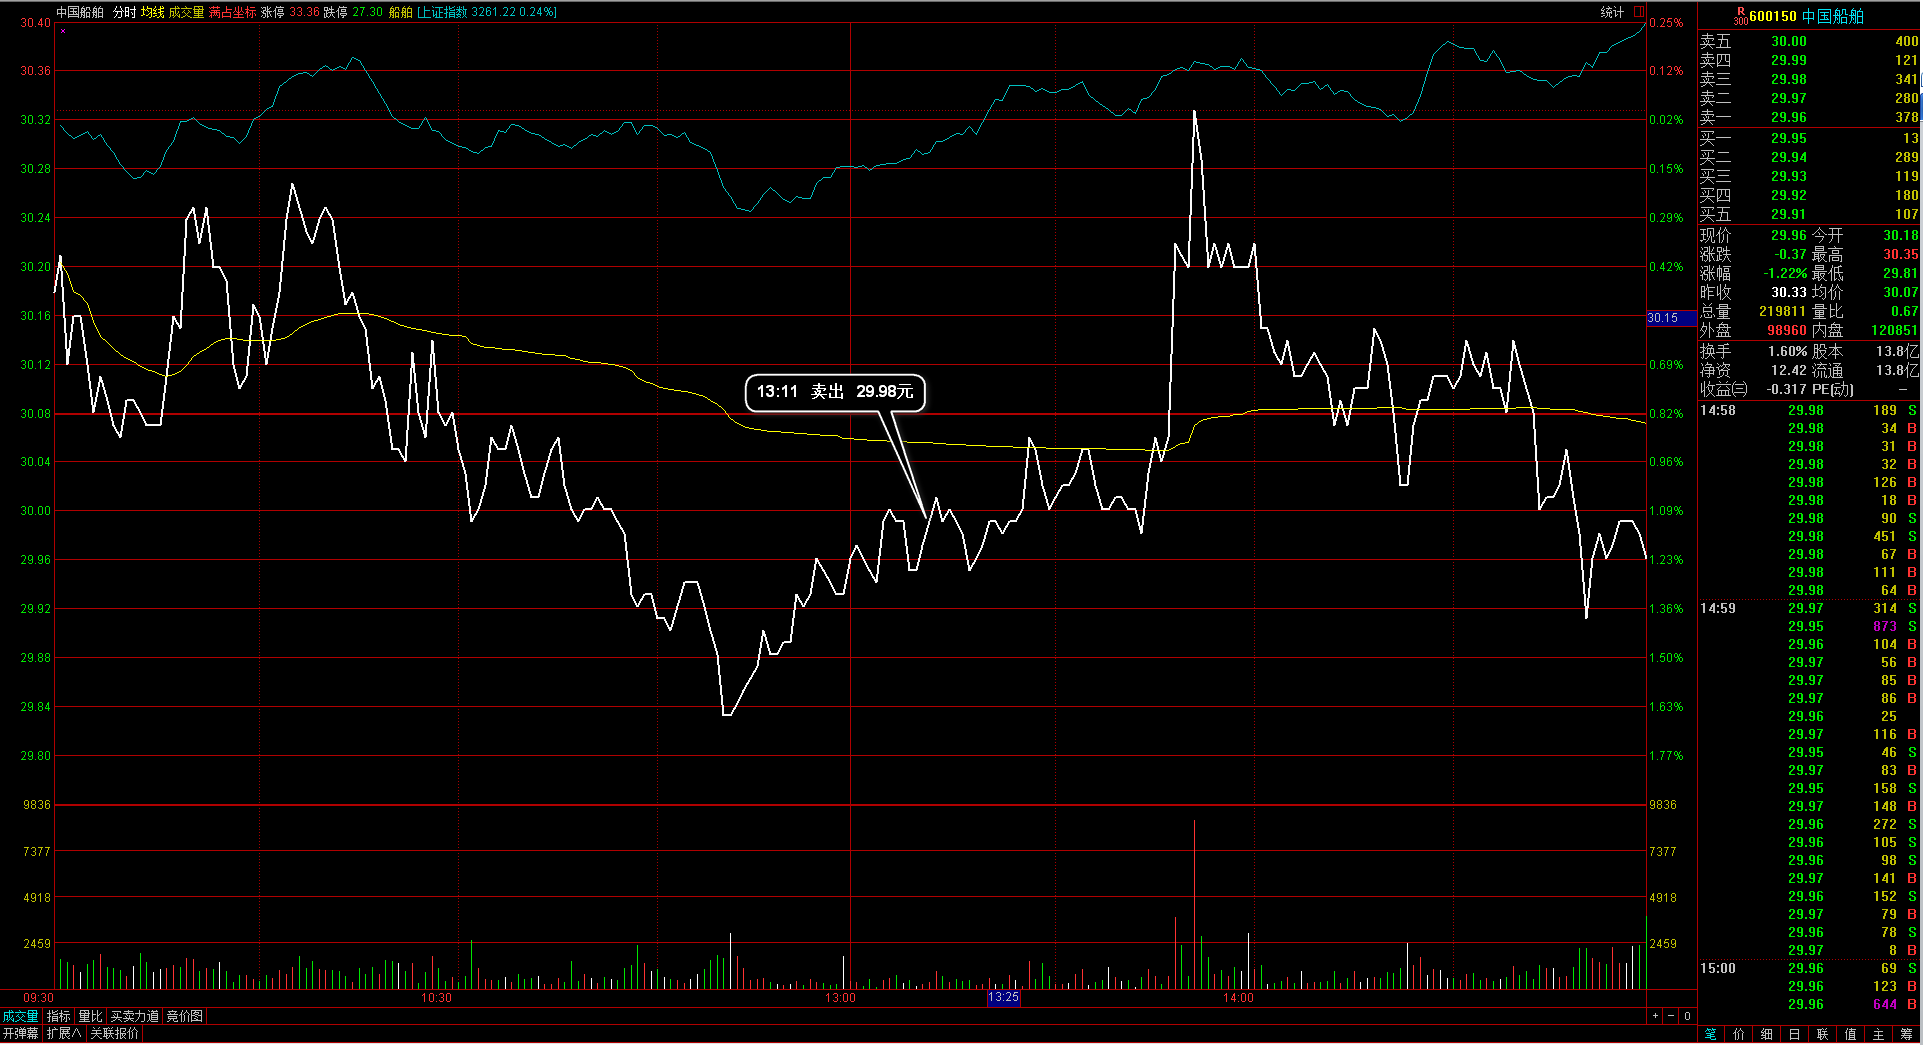 中国船舶 分时 均线 成交量 满占坐标 涨停 33.36 跌停 27.30 船舶 [上证指数 3261.22 0.24%]
统计
30.40
30.36
30.32
30.28
30.24
30.20
30.16
30.12
30.08
30.04
30.00
29.96
29.92
29.88
29.84
29.80
9836
7377
4918
2459
13:11 卖出 29.98元
0.25%
0.12%
0.02%
0.15%
0.29%
0.42%
30.15
0.69%
0.82%
0.96%
1.09%
1.23%
1.36%
1.50%
1.63%
1.77%
9836
7377
4918
2459
09:30 10:30 13:00 13:25 14:00
成交量 指标 量比 买卖力道 竞价图
+ - 0
开弹幕 扩展∧ 关联报价
R 300 600150 中国船舶
卖五 30.00 400
卖四 29.99 121
卖三 29.98 341
卖二 29.97 280
卖一 29.96 378
买一 29.95 13
买二 29.94 289
买三 29.93 119
买四 29.92 180
买五 29.91 107
现价 29.96 今开 30.18
涨跌 -0.37 最高 30.35
涨幅 -1.22% 最低 29.81
昨收 30.33 均价 30.07
总量 219811 量比 0.67
外盘 98960 内盘 120851
换手 1.60% 股本 13.8亿
净资 12.42 流通 13.8亿
收益㈢ -0.317 PE(动) —
14:58 29.98 189 S
29.98 34 B
29.98 31 B
29.98 32 B
29.98 126 B
29.98 18 B
29.98 90 S
29.98 451 S
29.98 67 B
29.98 111 B
29.98 64 B
14:59 29.97 314 S
29.95 873 S
29.96 104 B
29.97 56 B
29.97 85 B
29.97 86 B
29.96 25
29.97 116 B
29.95 46 S
29.97 83 B
29.95 158 S
29.97 148 B
29.96 272 S
29.96 105 S
29.96 98 S
29.97 141 B
29.96 152 S
29.97 79 B
29.96 78 S
29.97 8 B
15:00 29.96 69 S
29.96 123 B
29.96 644 B
笔 价 细 日 联 值 主 筹